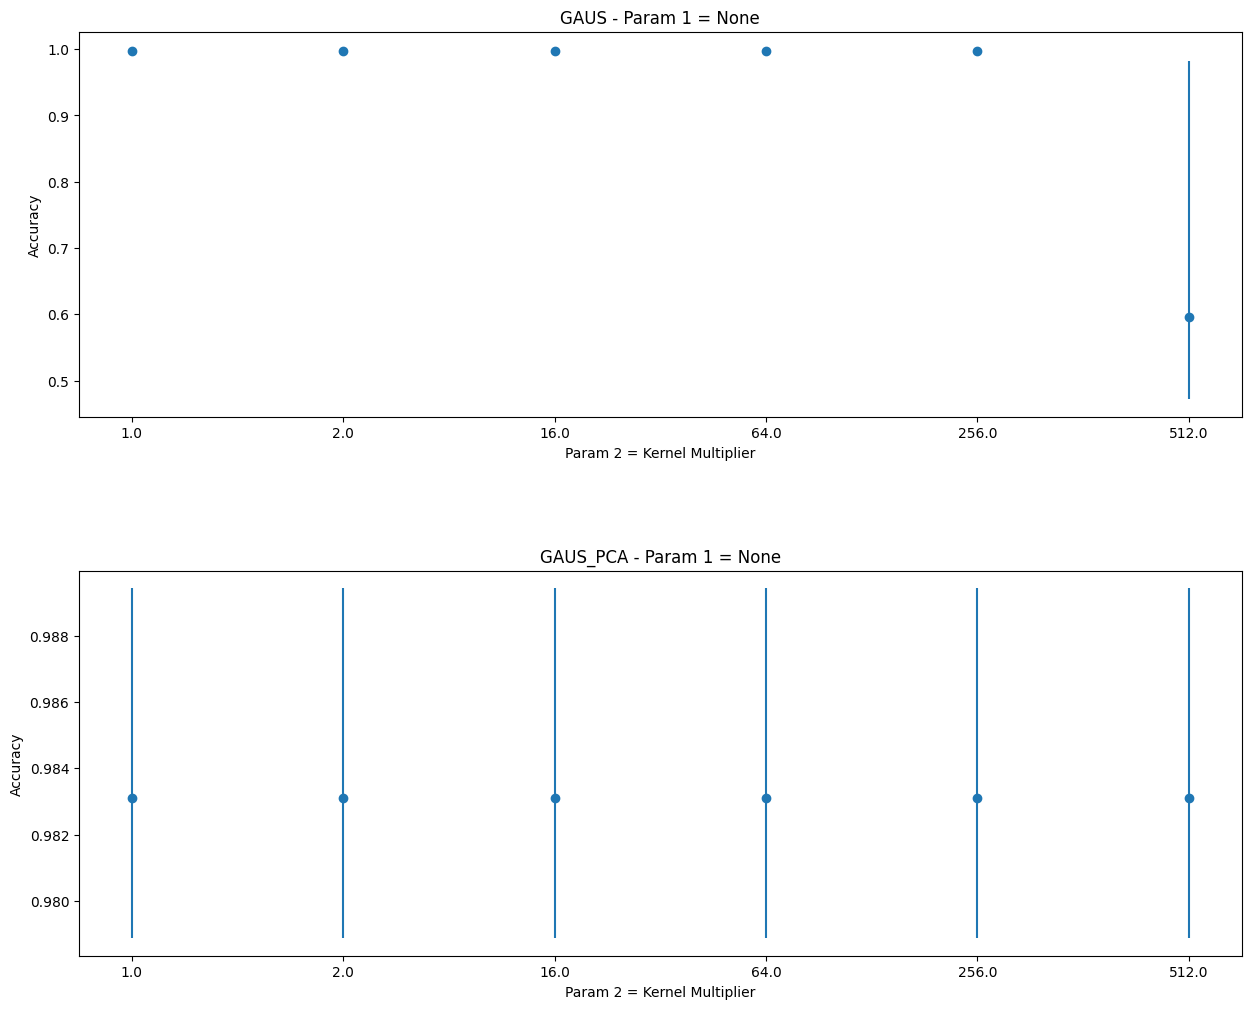 GAUS - Param 1 = None
Accuracy
1.0
0.9
0.8
0.7
0.6
0.5
1.0 2.0 16.0 64.0 256.0 512.0
Param 2 = Kernel Multiplier
GAUS_PCA - Param 1 = None
Accuracy
0.988
0.986
0.984
0.982
0.980
1.0 2.0 16.0 64.0 256.0 512.0
Param 2 = Kernel Multiplier